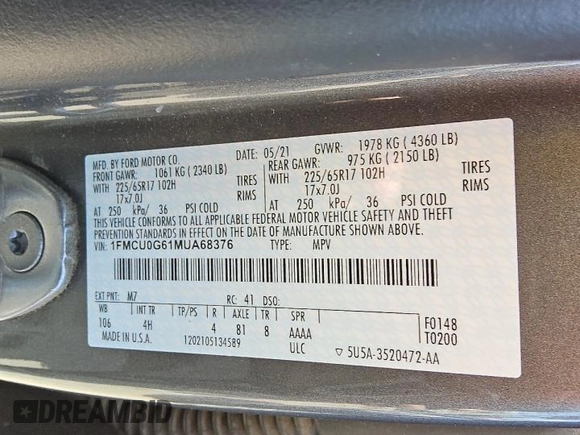 MFD. BY FORD MOTOR CO.
DATE: 05/21 GVWR: 1978 KG ( 4360 LB)
FRONT GAWR: 1061 KG ( 2340 LB) REAR GAWR: 975 KG ( 2150 LB)
WITH 225/65R17 102H TIRES WITH 225/65R17 102H TIRES
17x7.0J RIMS 17x7.0J RIMS
AT 250 kPa/ 36 PSI COLD AT 250 kPa/ 36 PSI COLD
THIS VEHICLE CONFORMS TO ALL APPLICABLE FEDERAL MOTOR VEHICLE SAFETY AND BUMPER STANDARDS IN EFFECT ON THE DATE OF MANUFACTURE SHOWN ABOVE.
VIN: 1FMCU0G61MUA68376 TYPE: MPV
EXT PNT: M7 RC: 41 DSO:
WB INT TR TP/PS R AXLE TR SPR
106 4H 4 81 8 AAAA F0148
MADE IN U.S.A. 120210513458 9 ULC ▽ 5U5A-3520472-AA T0200
DREAMBID